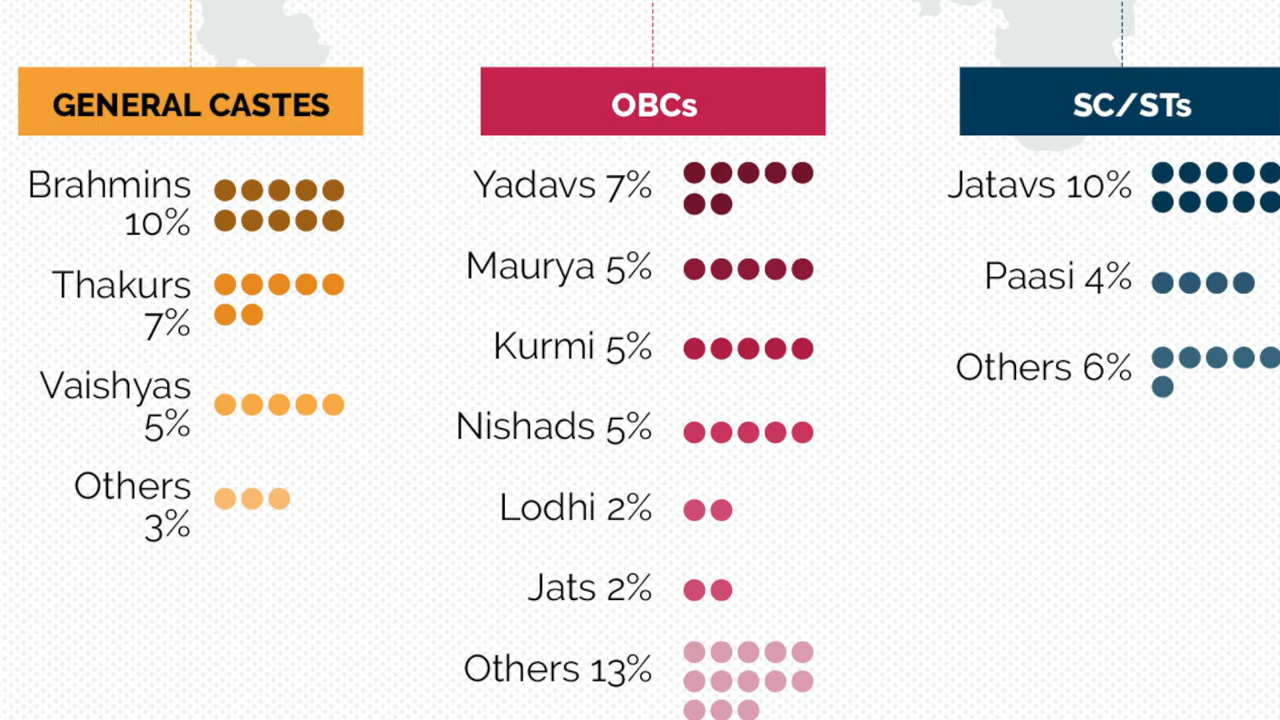 GENERAL CASTES
Brahmins
10%
Thakurs
7%
Vaishyas
5%
Others
3%
OBCs
Yadavs 7%
Maurya 5%
Kurmi 5%
Nishads 5%
Lodhi 2%
Jats 2%
Others 13%
SC/STs
Jatavs 10%
Paasi 4%
Others 6%